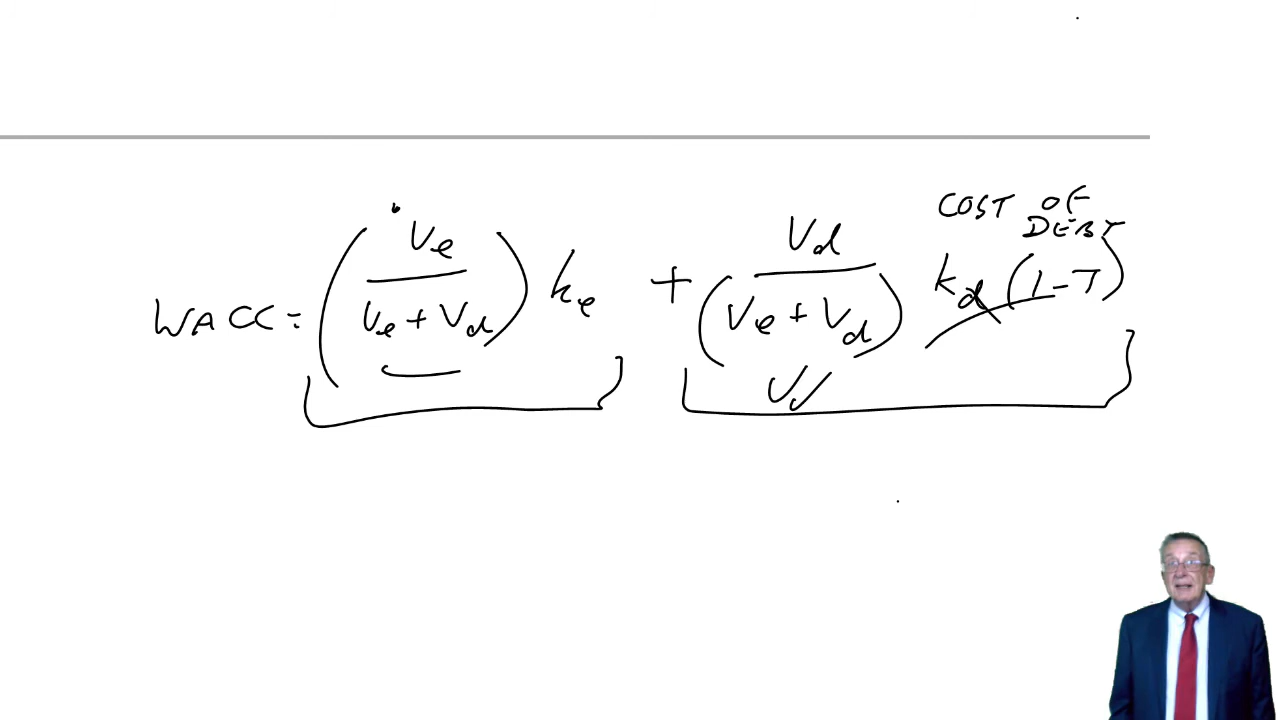 COST OF
DEBT
WACC = (Ve / (Ve + Vd)) ke + (Vd / (Ve + Vd)) kd (1-T)